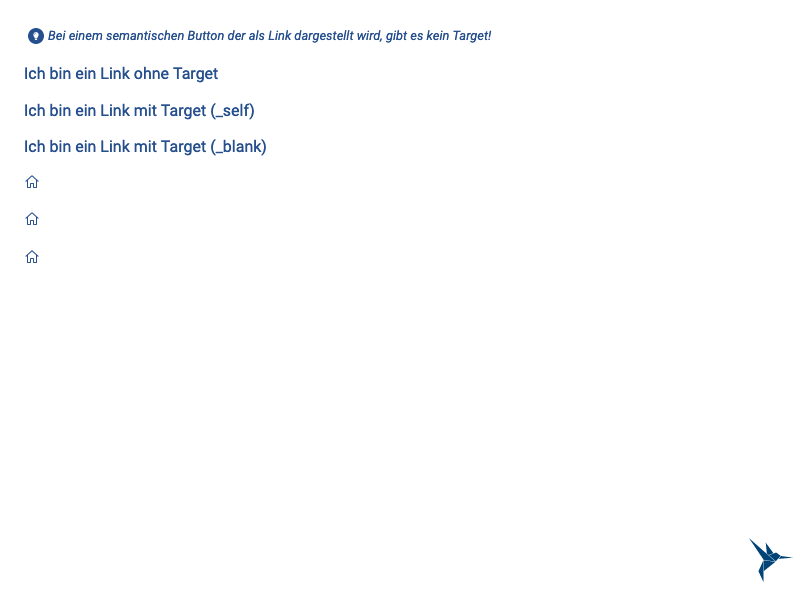 Bei einem semantischen Button der als Link dargestellt wird, gibt es kein Target!
Ich bin ein Link ohne Target
Ich bin ein Link mit Target (_self)
Ich bin ein Link mit Target (_blank)